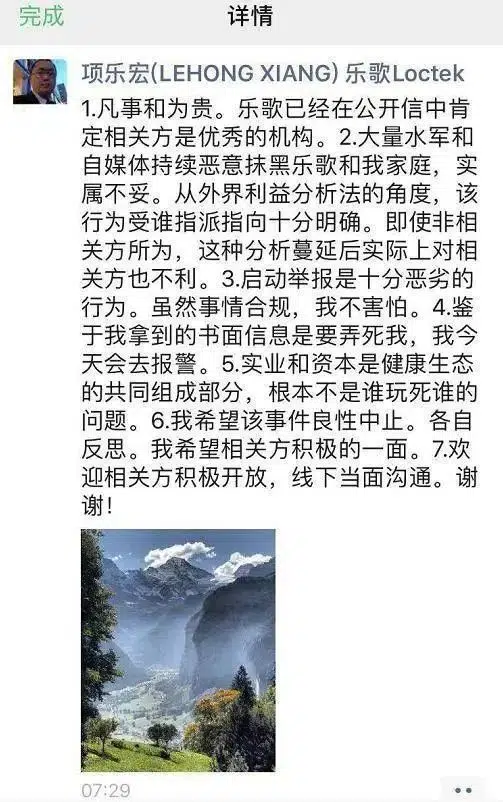 完成
详情
项乐宏(LEHONG XIANG) 乐歌Loctek
1.凡事和为贵。乐歌已经在公开信中肯
定相关方是优秀的机构。2.大量水军和
自媒体持续恶意抹黑乐歌和我家庭，实
属不妥。从外界利益分析法的角度，该
行为受谁指派指向十分明确。即使非相
关方所为，这种分析蔓延后实际上对相
关方也不利。3.启动举报是十分恶劣的
行为。虽然事情合规，我不害怕。4.鉴
于我拿到的书面信息是要弄死我，我今
天会去报警。5.实业和资本是健康生态
的共同组成部分，根本不是谁玩死谁的
问题。6.我希望该事件良性中止。各自
反思。我希望相关方积极的一面。7.欢
迎相关方积极开放，线下当面沟通。谢
谢！
07:29